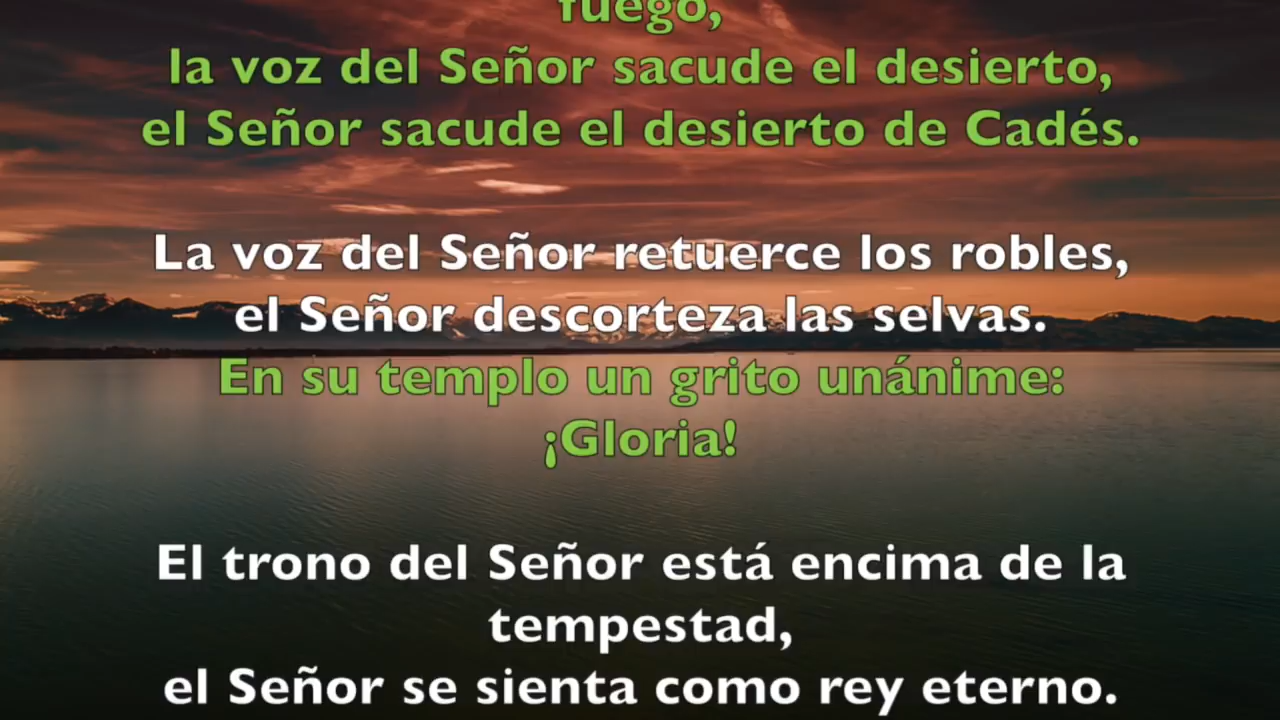 fuego,
la voz del Señor sacude el desierto,
el Señor sacude el desierto de Cadés.
La voz del Señor retuerce los robles,
el Señor descorteza las selvas.
En su templo un grito unánime:
¡Gloria!
El trono del Señor está encima de la
tempestad,
el Señor se sienta como rey eterno.